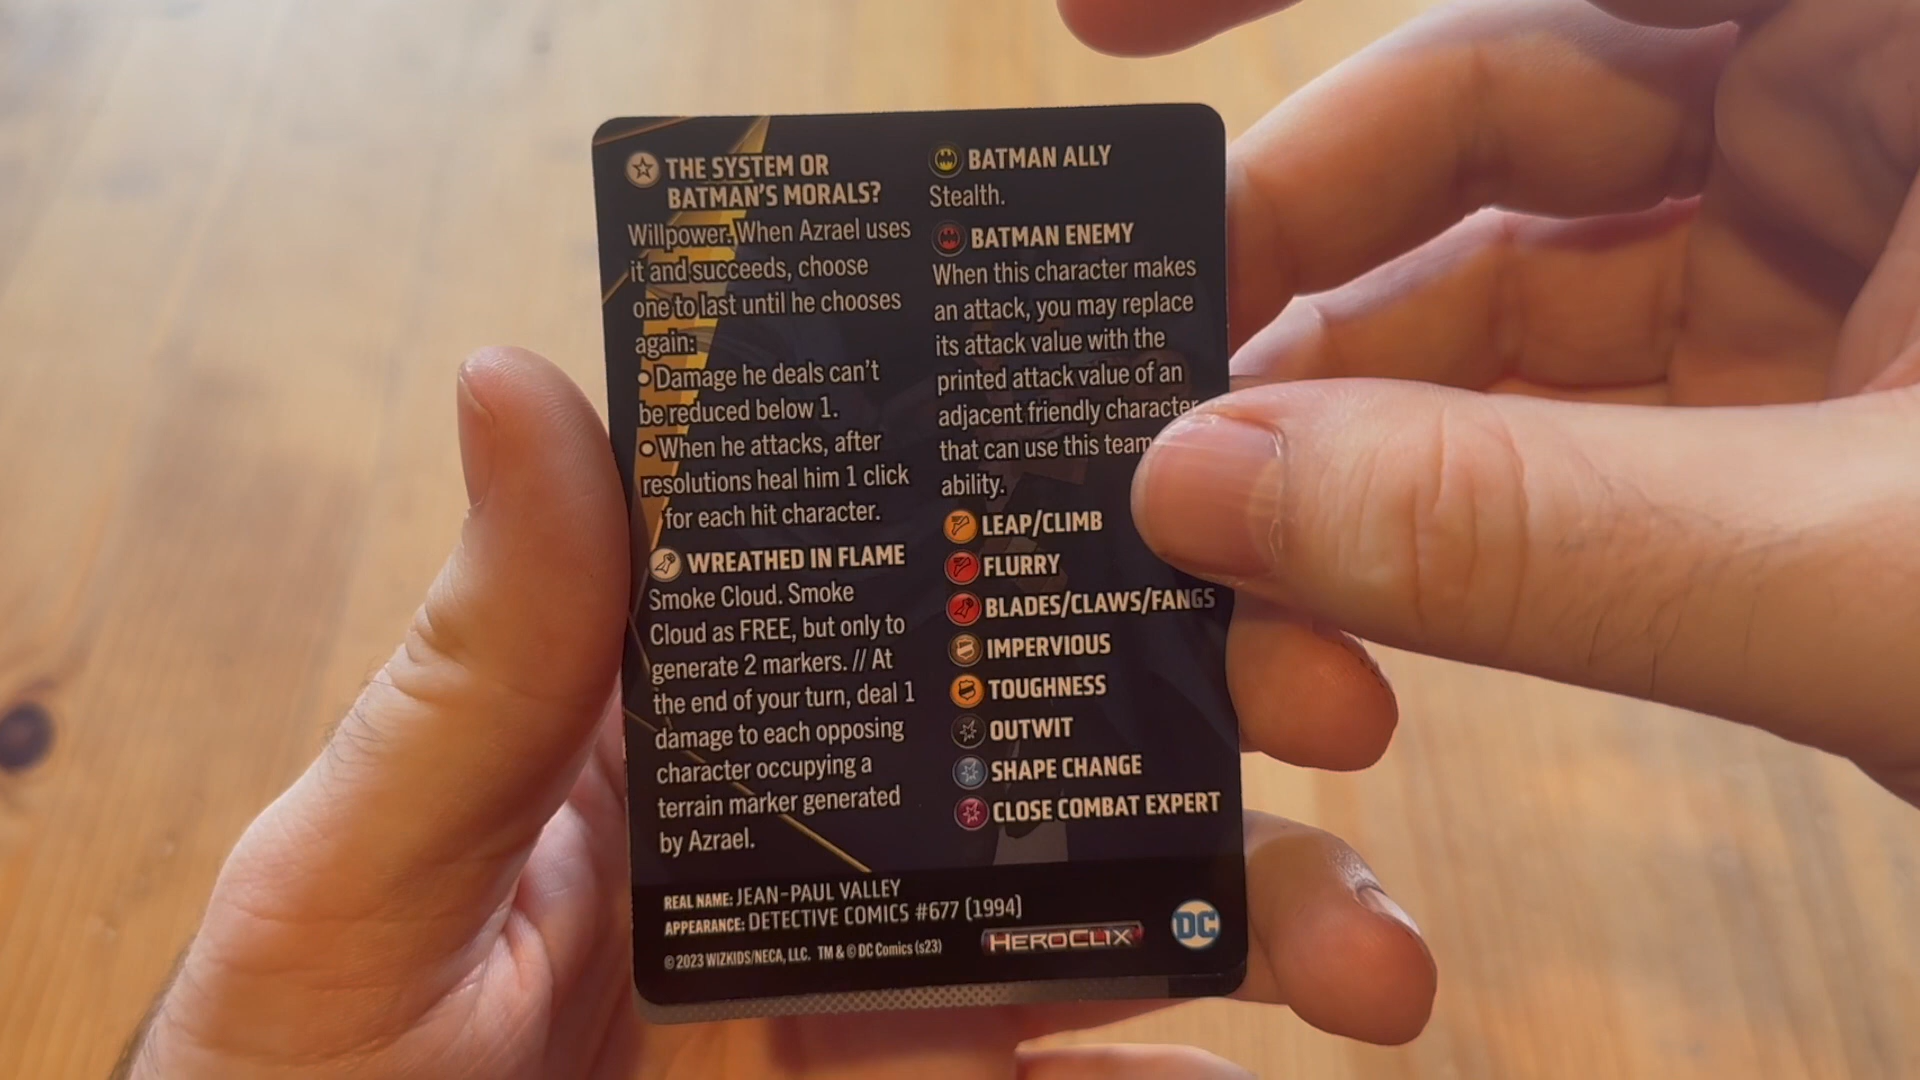 THE SYSTEM OR
BATMAN'S MORALS?
Willpower. When Azrael uses
it and succeeds, choose
one to last until he chooses
again:
• Damage he deals can't
be reduced below 1.
• When he attacks, after
resolutions heal him 1 click
for each hit character.
WREATHED IN FLAME
Smoke Cloud. Smoke
Cloud as FREE, but only to
generate 2 markers. // At
the end of your turn, deal 1
damage to each opposing
character occupying a
terrain marker generated
by Azrael.
BATMAN ALLY
Stealth.
BATMAN ENEMY
When this character makes
an attack, you may replace
its attack value with the
printed attack value of an
adjacent friendly character
that can use this team
ability.
LEAP/CLIMB
FLURRY
BLADES/CLAWS/FANGS
IMPERVIOUS
TOUGHNESS
OUTWIT
SHAPE CHANGE
CLOSE COMBAT EXPERT
REAL NAME: JEAN-PAUL VALLEY
APPEARANCE: DETECTIVE COMICS #677 (1994)
© 2023 WIZKIDS/NECA, LLC. TM & © DC Comics (s23)
HEROCLIX
DC